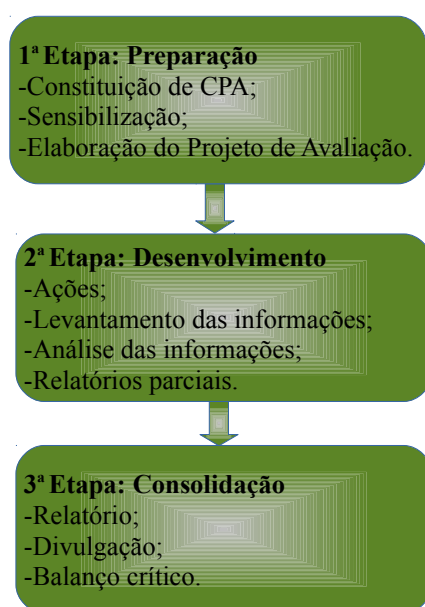 1ª Etapa: Preparação
-Constituição de CPA;
-Sensibilização;
-Elaboração do Projeto de Avaliação.
2ª Etapa: Desenvolvimento
-Ações;
-Levantamento das informações;
-Análise das informações;
-Relatórios parciais.
3ª Etapa: Consolidação
-Relatório;
-Divulgação;
-Balanço crítico.